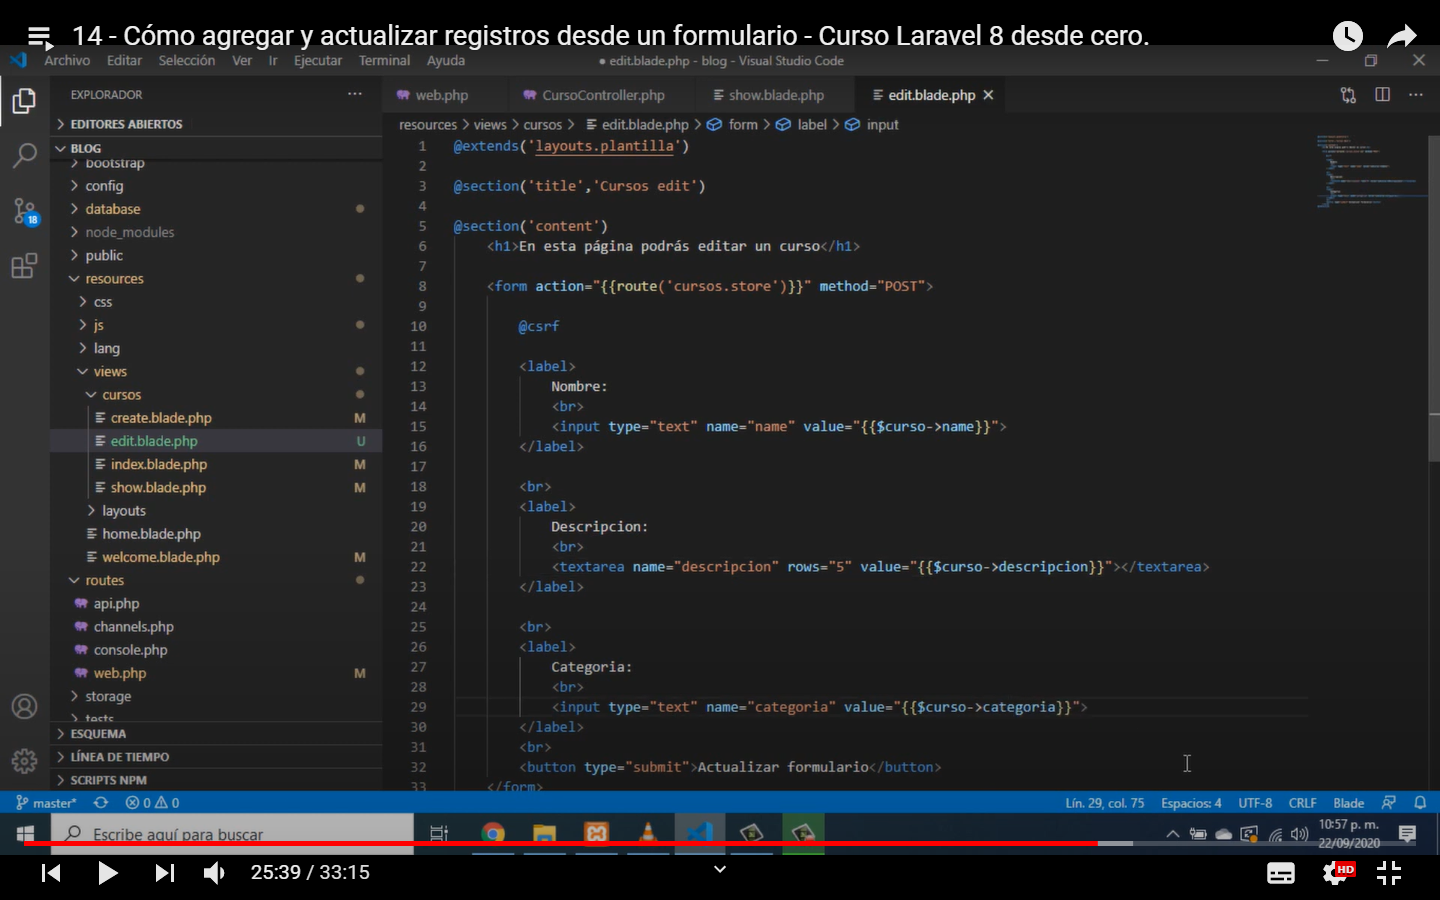 14 - Cómo agregar y actualizar registros desde un formulario - Curso Laravel 8 desde cero.
Archivo Editar Selección Ver Ir Ejecutar Terminal Ayuda
● edit.blade.php - blog - Visual Studio Code
EXPLORADOR
EDITORES ABIERTOS
BLOG
bootstrap
config
database
node_modules
public
resources
css
js
lang
views
cursos
create.blade.php M
edit.blade.php U
index.blade.php M
show.blade.php M
layouts
home.blade.php
welcome.blade.php M
routes
api.php
channels.php
console.php
web.php M
storage
tests
ESQUEMA
LÍNEA DE TIEMPO
SCRIPTS NPM
18
web.php CursoController.php show.blade.php edit.blade.php
resources > views > cursos > edit.blade.php > form > label > input
1 @extends('layouts.plantilla')
2
3 @section('title','Cursos edit')
4
5 @section('content')
6 <h1>En esta página podrás editar un curso</h1>
7
8 <form action="{{route('cursos.store')}}" method="POST">
9
10 @csrf
11
12 <label>
13 Nombre:
14 <br>
15 <input type="text" name="name" value="{{$curso->name}}">
16 </label>
17
18 <br>
19 <label>
20 Descripcion:
21 <br>
22 <textarea name="descripcion" rows="5" value="{{$curso->descripcion}}"></textarea>
23 </label>
24
25 <br>
26 <label>
27 Categoria:
28 <br>
29 <input type="text" name="categoria" value="{{$curso->categoria}}">
30 </label>
31 <br>
32 <button type="submit">Actualizar formulario</button>
33 </form>
master* 0 0 Lín. 29, col. 75 Espacios: 4 UTF-8 CRLF Blade
Escribe aquí para buscar
10:57 p. m.
22/09/2020
25:39 / 33:15
HD